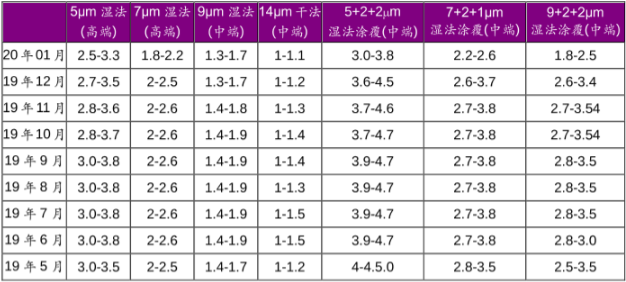 5μm 湿法 7μm 湿法 9μm 湿法 14μm 干法 5+2+2μm 7+2+1μm 9+2+2μm
(高端) (高端) (中端) (中端) 湿法涂覆(中端) 湿法涂覆(中端) 湿法涂覆(中端)
20 年 01 月 2.5-3.3 1.8-2.2 1.3-1.7 1-1.1 3.0-3.8 2.2-2.6 1.8-2.5
19 年 12 月 2.7-3.5 2-2.5 1.3-1.7 1-1.2 3.6-4.5 2.6-3.7 2.6-3.4
19 年 11 月 2.8-3.6 2-2.6 1.4-1.8 1-1.3 3.7-4.6 2.7-3.8 2.7-3.54
19 年 10 月 2.8-3.7 2-2.6 1.4-1.9 1-1.4 3.7-4.7 2.7-3.8 2.7-3.54
19 年 9 月 3.0-3.8 2-2.6 1.4-1.9 1-1.4 3.9-4.7 2.7-3.8 2.8-3.5
19 年 8 月 3.0-3.8 2-2.6 1.4-1.9 1-1.3 3.9-4.7 2.7-3.8 2.8-3.5
19 年 7 月 3.0-3.8 2-2.6 1.4-1.9 1-1.5 3.9-4.7 2.7-3.8 2.8-3.5
19 年 6 月 3.0-3.8 2-2.6 1.4-1.9 1-1.5 3.9-4.7 2.7-3.8 2.8-3.0
19 年 5 月 3.0-3.5 2-2.5 1.4-1.7 1-1.2 4-4.5.0 2.8-3.5 2.5-3.5